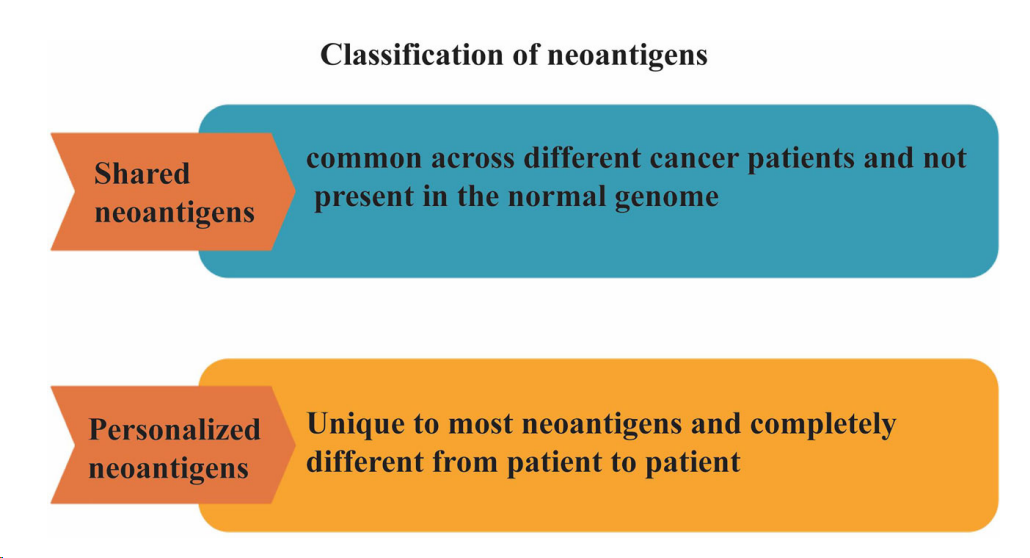 Classification of neoantigens
Shared
neoantigens
common across different cancer patients and not
present in the normal genome
Personalized
neoantigens
Unique to most neoantigens and completely
different from patient to patient